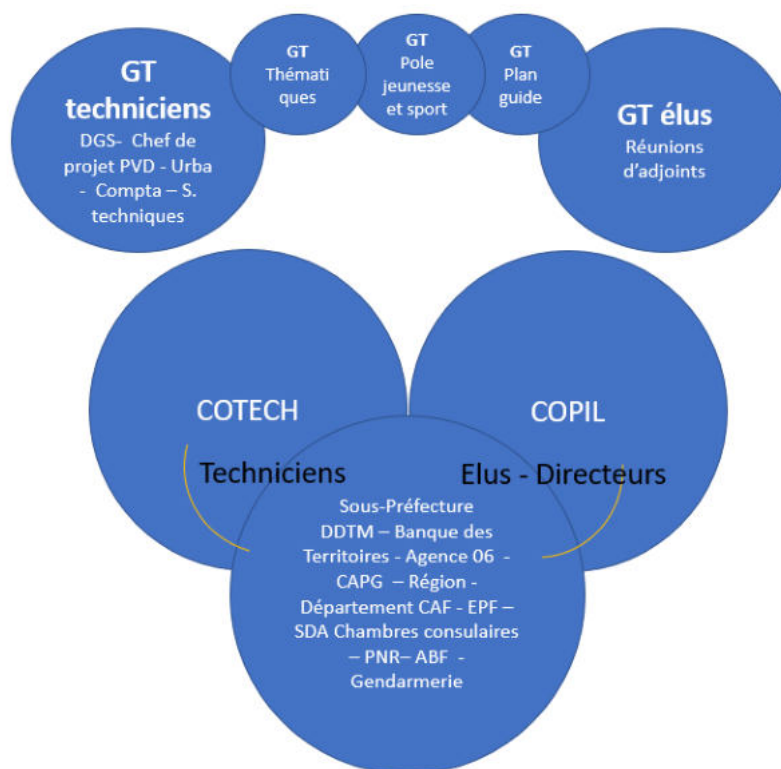 GT
techniciens
DGS- Chef de
projet PVD - Urba
- Compta – S.
techniques
GT
Thémati
ques
GT
Pole
jeunesse
et sport
GT
Plan
guide
GT élus
Réunions
d’adjoints
COTECH
COPIL
Techniciens
Elus - Directeurs
Sous-Préfecture
DDTM – Banque des
Territoires - Agence 06 -
CAPG – Région -
Département CAF - EPF –
SDA Chambres consulaires
– PNR– ABF -
Gendarmerie